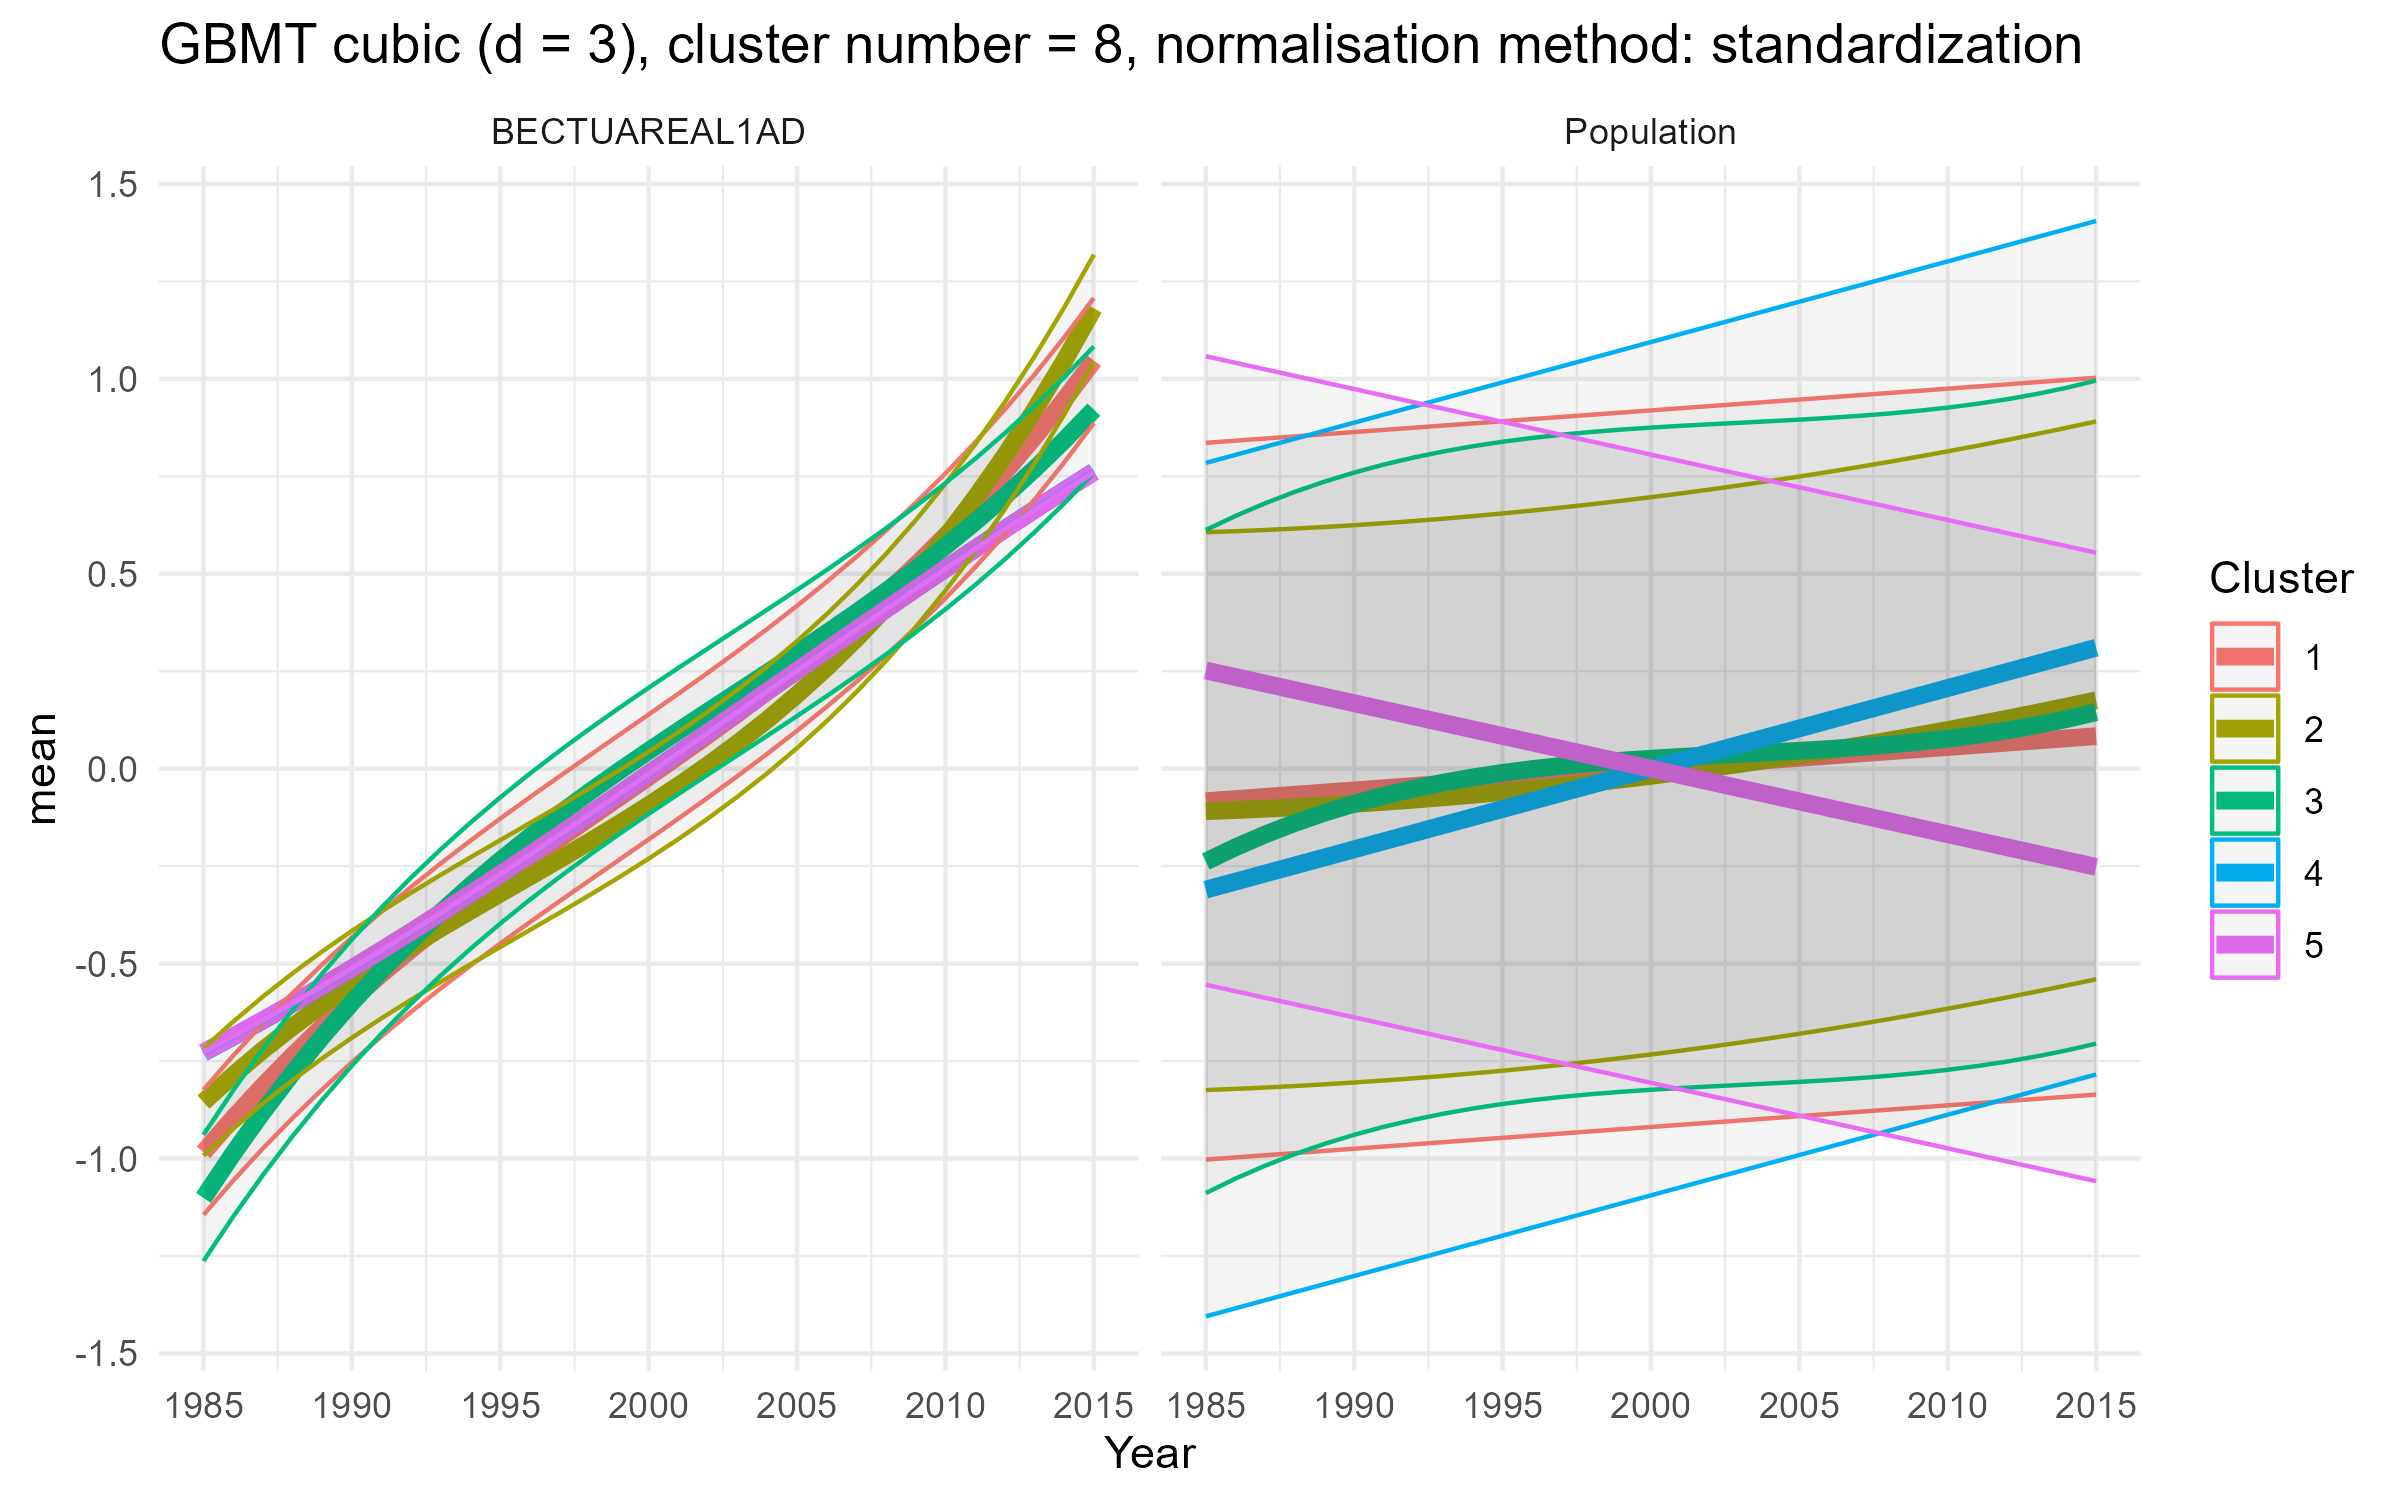 GBMT cubic (d = 3), cluster number = 8, normalisation method: standardization
BECTUAREAL1AD
Population
1.5
1.0
0.5
0.0
-0.5
-1.0
-1.5
mean
1985 1990 1995 2000 2005 2010 2015
1985 1990 1995 2000 2005 2010 2015
Year
Cluster
1
2
3
4
5